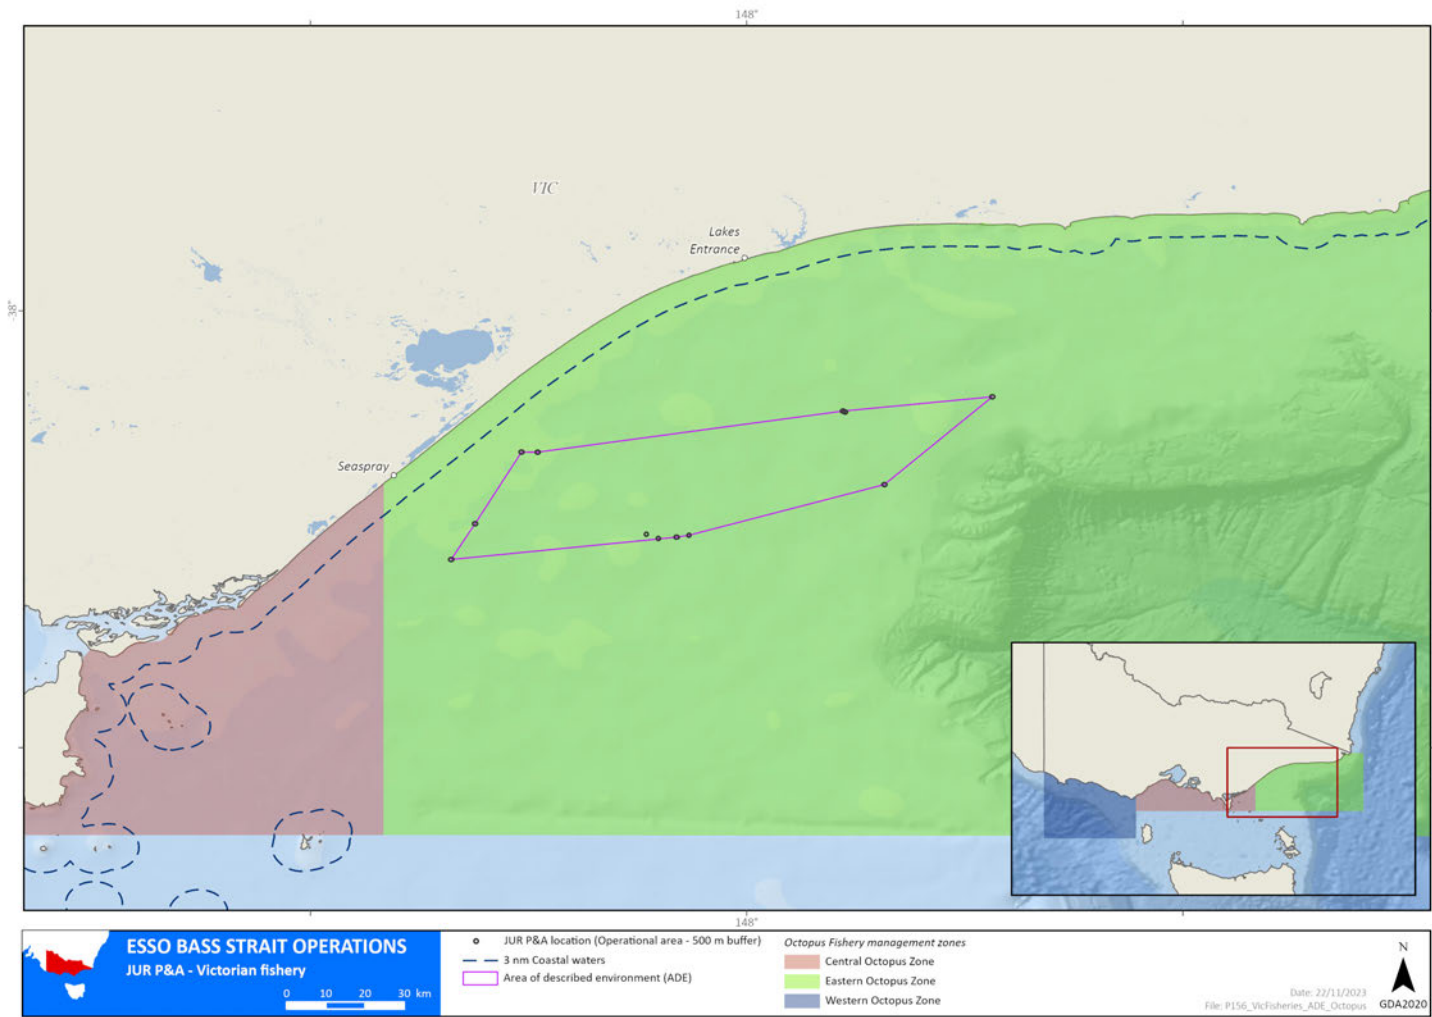 148°
VIC
Lakes
Entrance
-38°
Seaspray
148°
ESSO BASS STRAIT OPERATIONS
JUR P&A - Victorian fishery
0 10 20 30 km
JUR P&A location (Operational area - 500 m buffer)
3 nm Coastal waters
Area of described environment (ADE)
Octopus Fishery management zones
Central Octopus Zone
Eastern Octopus Zone
Western Octopus Zone
Date: 22/11/2023
File: P156_VicFisheries_ADE_Octopus
N
GDA2020